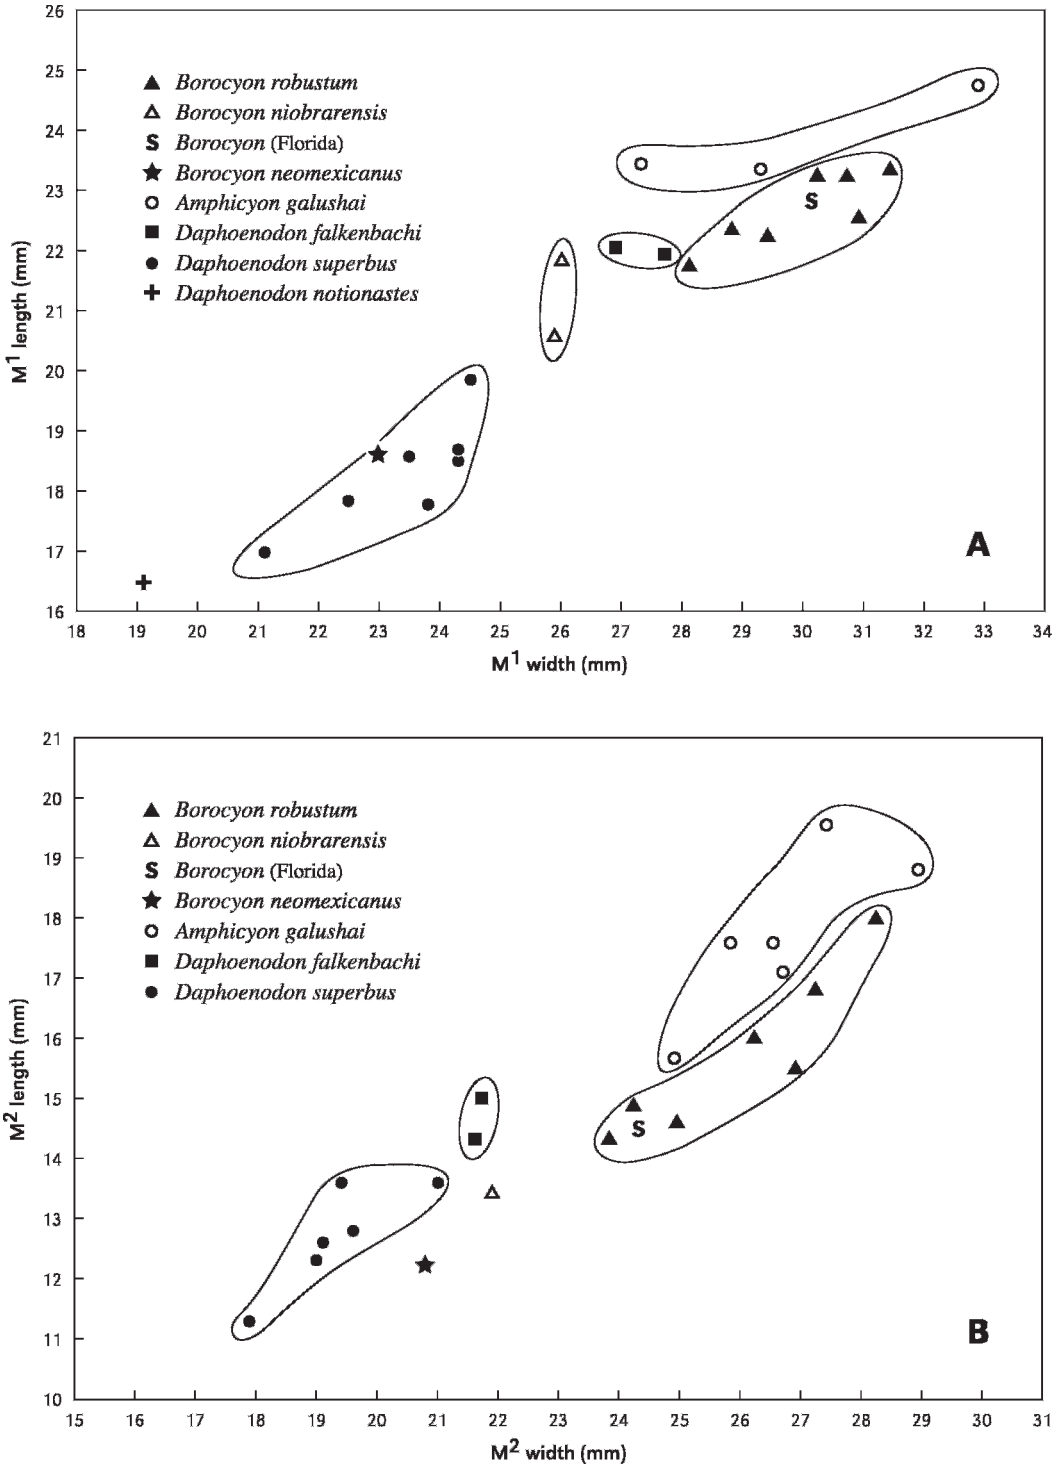 26
25
24
23
22
21
20
19
18
17
16
M1 length (mm)
Borocyon robustum
Borocyon niobrarensis
S Borocyon (Florida)
Borocyon neomexicanus
Amphicyon galushai
Daphoenodon falkenbachi
Daphoenodon superbus
Daphoenodon notionastes
S
A
18 19 20 21 22 23 24 25 26 27 28 29 30 31 32 33 34
M1 width (mm)
21
20
19
18
17
16
15
14
13
12
11
10
M2 length (mm)
Borocyon robustum
Borocyon niobrarensis
S Borocyon (Florida)
Borocyon neomexicanus
Amphicyon galushai
Daphoenodon falkenbachi
Daphoenodon superbus
S
B
15 16 17 18 19 20 21 22 23 24 25 26 27 28 29 30 31
M2 width (mm)